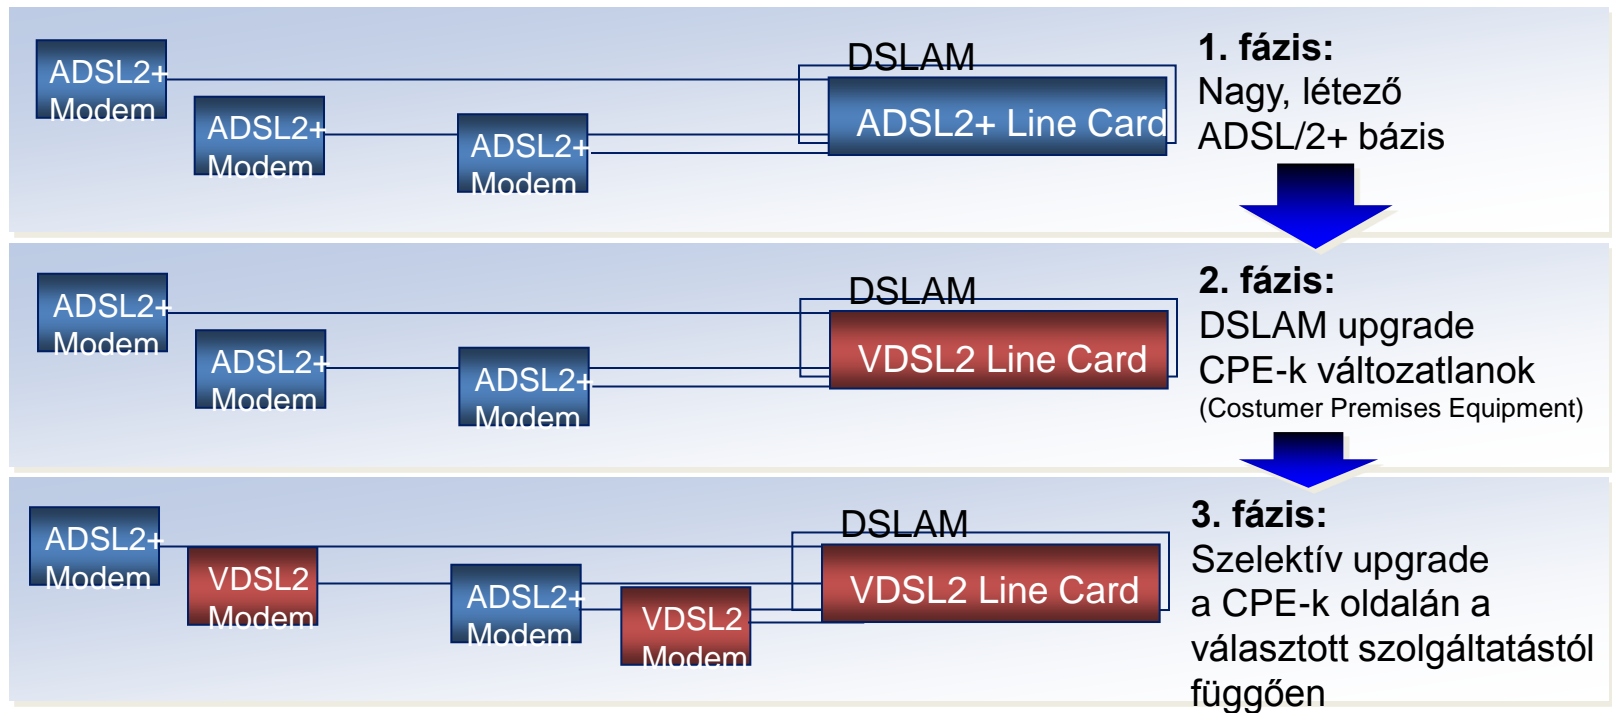 ADSL2+
Modem
ADSL2+
Modem
ADSL2+
Modem
DSLAM
ADSL2+ Line Card
1. fázis:
Nagy, létező
ADSL/2+ bázis
ADSL2+
Modem
ADSL2+
Modem
ADSL2+
Modem
DSLAM
VDSL2 Line Card
2. fázis:
DSLAM upgrade
CPE-k változatlanok
(Costumer Premises Equipment)
ADSL2+
Modem
VDSL2
Modem
ADSL2+
Modem
VDSL2
Modem
DSLAM
VDSL2 Line Card
3. fázis:
Szelektív upgrade
a CPE-k oldalán a
választott szolgáltatástól
függően